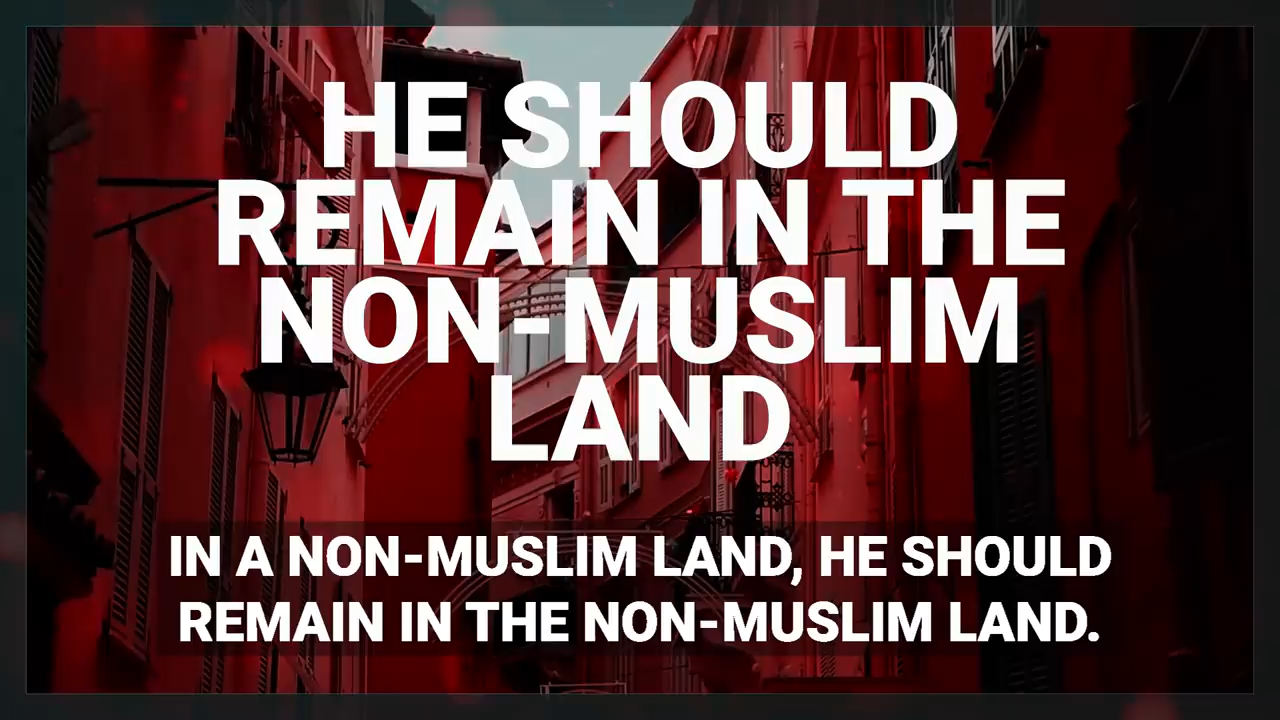 HE SHOULD
REMAIN IN THE
NON-MUSLIM
LAND
IN A NON-MUSLIM LAND, HE SHOULD
REMAIN IN THE NON-MUSLIM LAND.